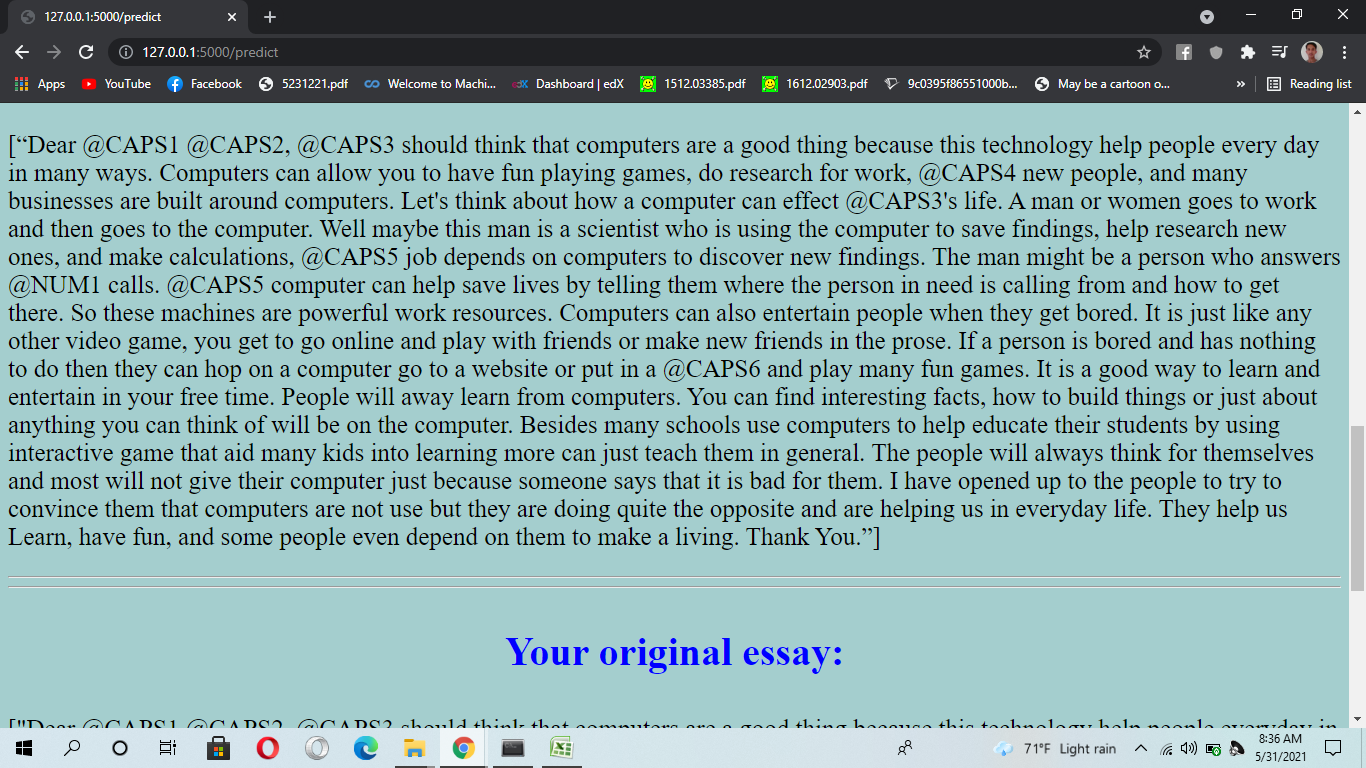 127.0.0.1:5000/predict
127.0.0.1:5000/predict
Apps YouTube Facebook 5231221.pdf Welcome to Machi... edX Dashboard | edX 1512.03385.pdf 1612.02903.pdf 9c0395f86551000b... May be a cartoon o... » Reading list
[“Dear @CAPS1 @CAPS2, @CAPS3 should think that computers are a good thing because this technology help people every day
in many ways. Computers can allow you to have fun playing games, do research for work, @CAPS4 new people, and many
businesses are built around computers. Let's think about how a computer can effect @CAPS3's life. A man or women goes to work
and then goes to the computer. Well maybe this man is a scientist who is using the computer to save findings, help research new
ones, and make calculations, @CAPS5 job depends on computers to discover new findings. The man might be a person who answers
@NUM1 calls. @CAPS5 computer can help save lives by telling them where the person in need is calling from and how to get
there. So these machines are powerful work resources. Computers can also entertain people when they get bored. It is just like any
other video game, you get to go online and play with friends or make new friends in the prose. If a person is bored and has nothing
to do then they can hop on a computer go to a website or put in a @CAPS6 and play many fun games. It is a good way to learn and
entertain in your free time. People will away learn from computers. You can find interesting facts, how to build things or just about
anything you can think of will be on the computer. Besides many schools use computers to help educate their students by using
interactive game that aid many kids into learning more can just teach them in general. The people will always think for themselves
and most will not give their computer just because someone says that it is bad for them. I have opened up to the people to try to
convince them that computers are not use but they are doing quite the opposite and are helping us in everyday life. They help us
Learn, have fun, and some people even depend on them to make a living. Thank You.”]
Your original essay:
["Dear @CAPS1 @CAPS2, @CAPS3 should think that computers are a good thing because this technology help people everyday in
71°F Light rain
8:36 AM
5/31/2021